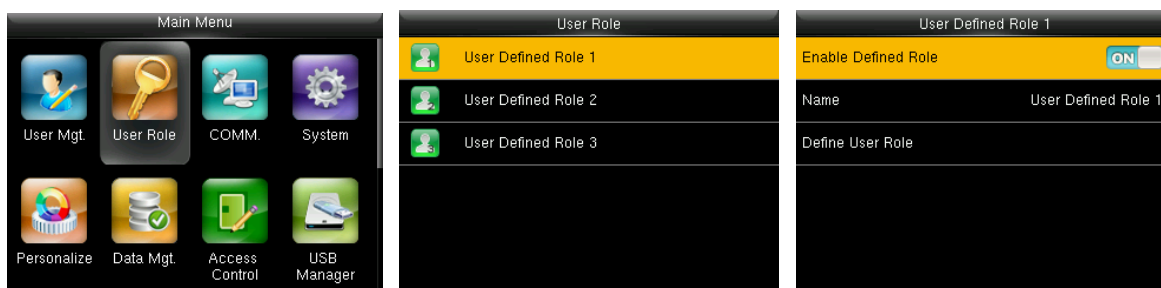 Main Menu
User Mgt.
User Role
COMM.
System
Personalize
Data Mgt.
Access
Control
USB
Manager
User Role
User Defined Role 1
User Defined Role 2
User Defined Role 3
User Defined Role 1
Enable Defined Role
ON
Name
User Defined Role 1
Define User Role